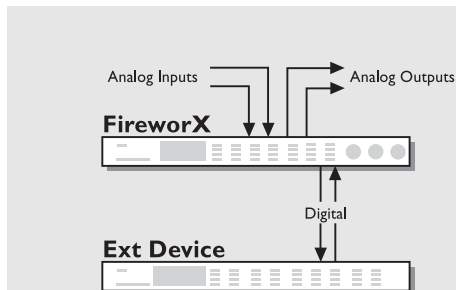 Analog Inputs
Analog Outputs
FireworX
Digital
Ext Device